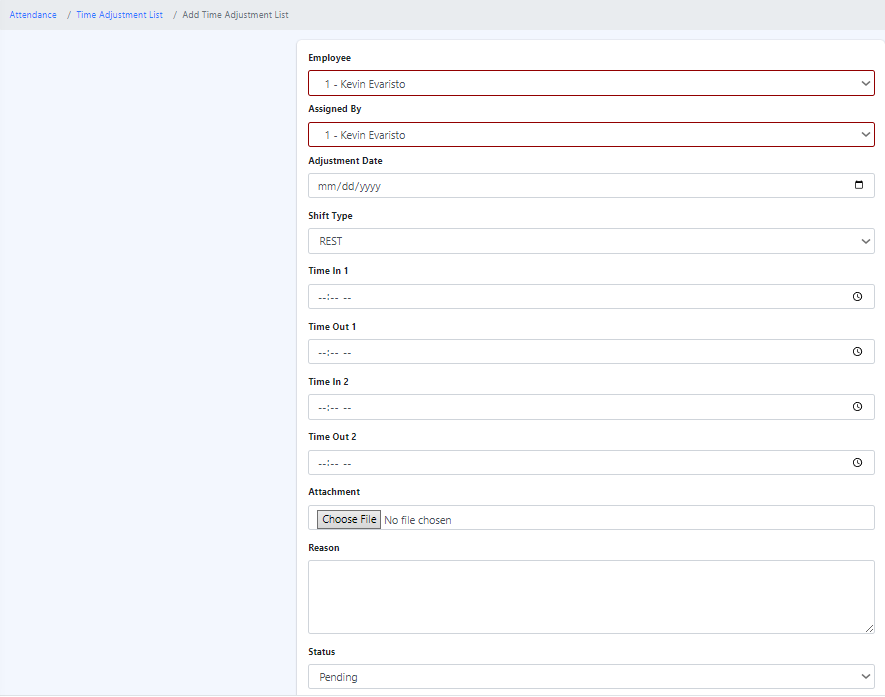 Attendance / Time Adjustment List / Add Time Adjustment List
Employee
1 - Kevin Evaristo
Assigned By
1 - Kevin Evaristo
Adjustment Date
mm/dd/yyyy
Shift Type
REST
Time In 1
--:-- --
Time Out 1
--:-- --
Time In 2
--:-- --
Time Out 2
--:-- --
Attachment
Choose File No file chosen
Reason
Status
Pending